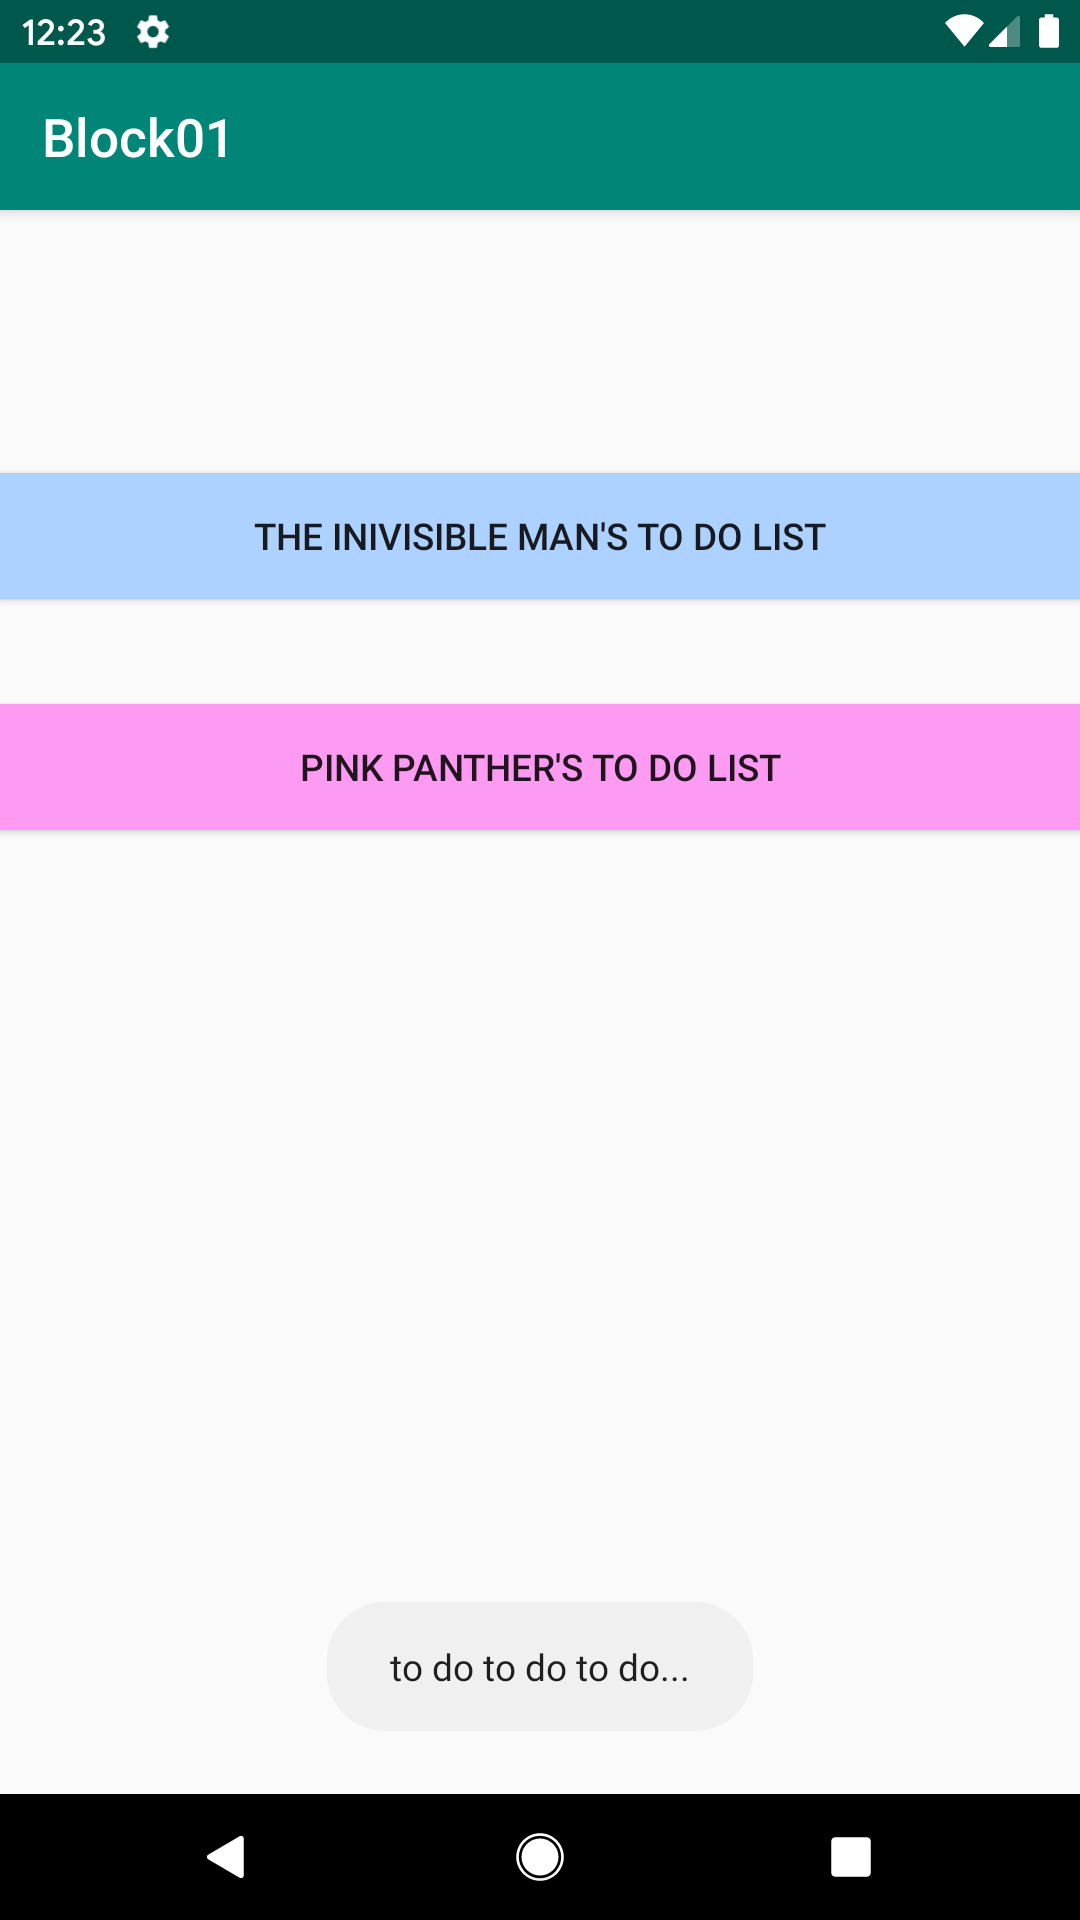 12:23
Block01
THE INIVISIBLE MAN'S TO DO LIST
PINK PANTHER'S TO DO LIST
to do to do to do...